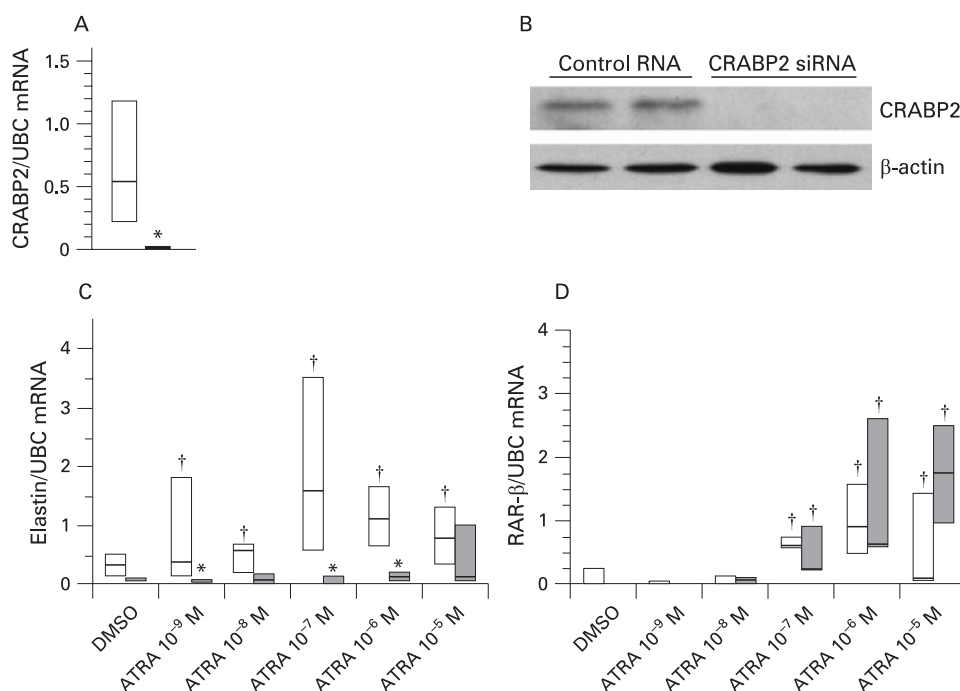 A
CRABP2/UBC mRNA
1.5
1.0
0.5
0
*
B
Control RNA CRABP2 siRNA
CRABP2
β-actin
C
Elastin/UBC mRNA
4
3
2
1
0
† * † † * † * †
DMSO
ATRA 10⁻⁹ M
ATRA 10⁻⁸ M
ATRA 10⁻⁷ M
ATRA 10⁻⁶ M
ATRA 10⁻⁵ M
D
RAR-β/UBC mRNA
4
3
2
1
0
† † † † † †
DMSO
ATRA 10⁻⁹ M
ATRA 10⁻⁸ M
ATRA 10⁻⁷ M
ATRA 10⁻⁶ M
ATRA 10⁻⁵ M